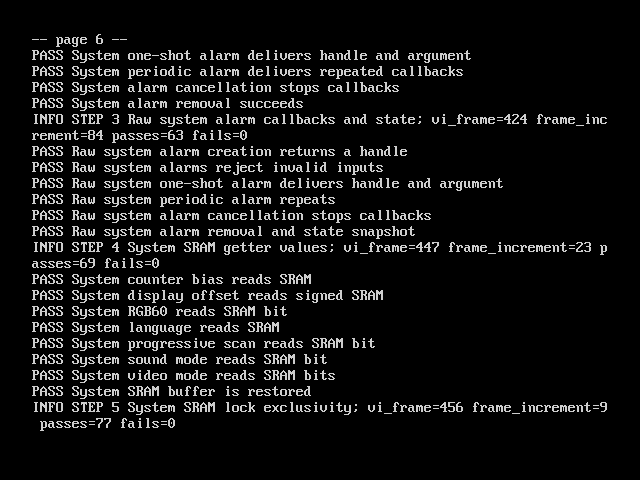 -- page 6 --
PASS System one-shot alarm delivers handle and argument
PASS System periodic alarm delivers repeated callbacks
PASS System alarm cancellation stops callbacks
PASS System alarm removal succeeds
INFO STEP 3 Raw system alarm callbacks and state; vi_frame=424 frame_inc
rement=84 passes=63 fails=0
PASS Raw system alarm creation returns a handle
PASS Raw system alarms reject invalid inputs
PASS Raw system one-shot alarm delivers handle and argument
PASS Raw system periodic alarm repeats
PASS Raw system alarm cancellation stops callbacks
PASS Raw system alarm removal and state snapshot
INFO STEP 4 System SRAM getter values; vi_frame=447 frame_increment=23 p
asses=69 fails=0
PASS System counter bias reads SRAM
PASS System display offset reads signed SRAM
PASS System RGB60 reads SRAM bit
PASS System language reads SRAM
PASS System progressive scan reads SRAM bit
PASS System sound mode reads SRAM bit
PASS System video mode reads SRAM bits
PASS System SRAM buffer is restored
INFO STEP 5 System SRAM lock exclusivity; vi_frame=456 frame_increment=9
 passes=77 fails=0